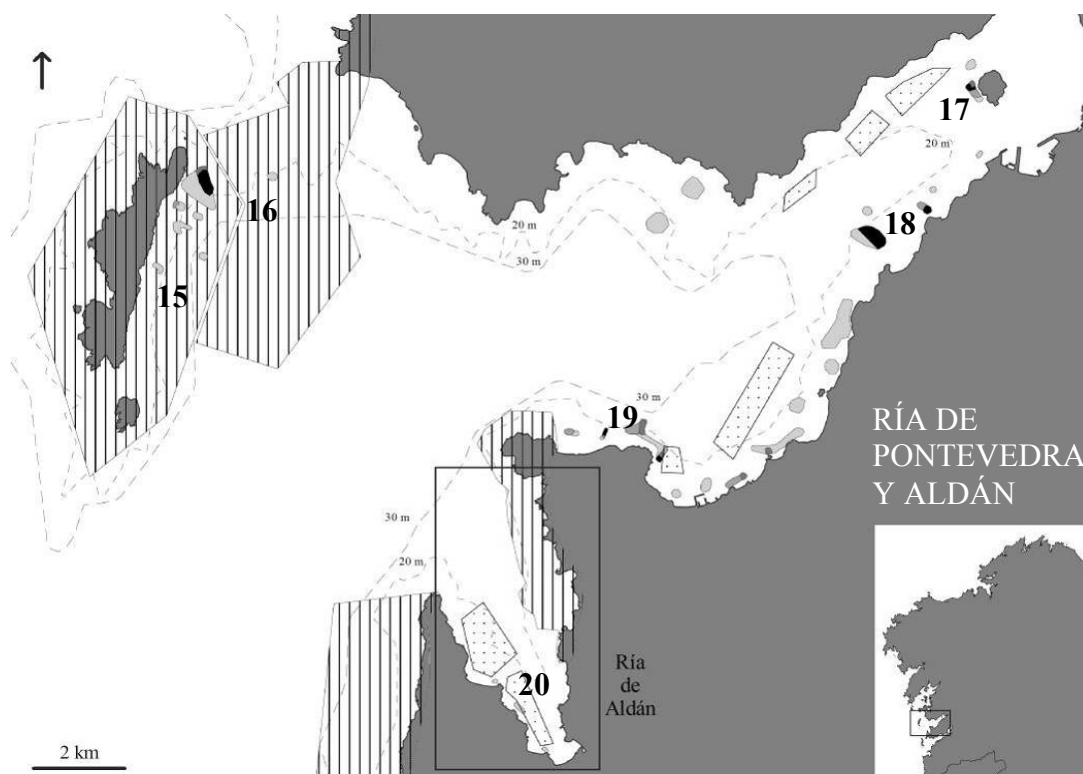 17
20 m
16
18
20 m
30 m
15
19
30 m
RÍA DE
PONTEVEDRA
Y ALDÁN
30 m
20 m
20
Ría
de
Aldán
2 km